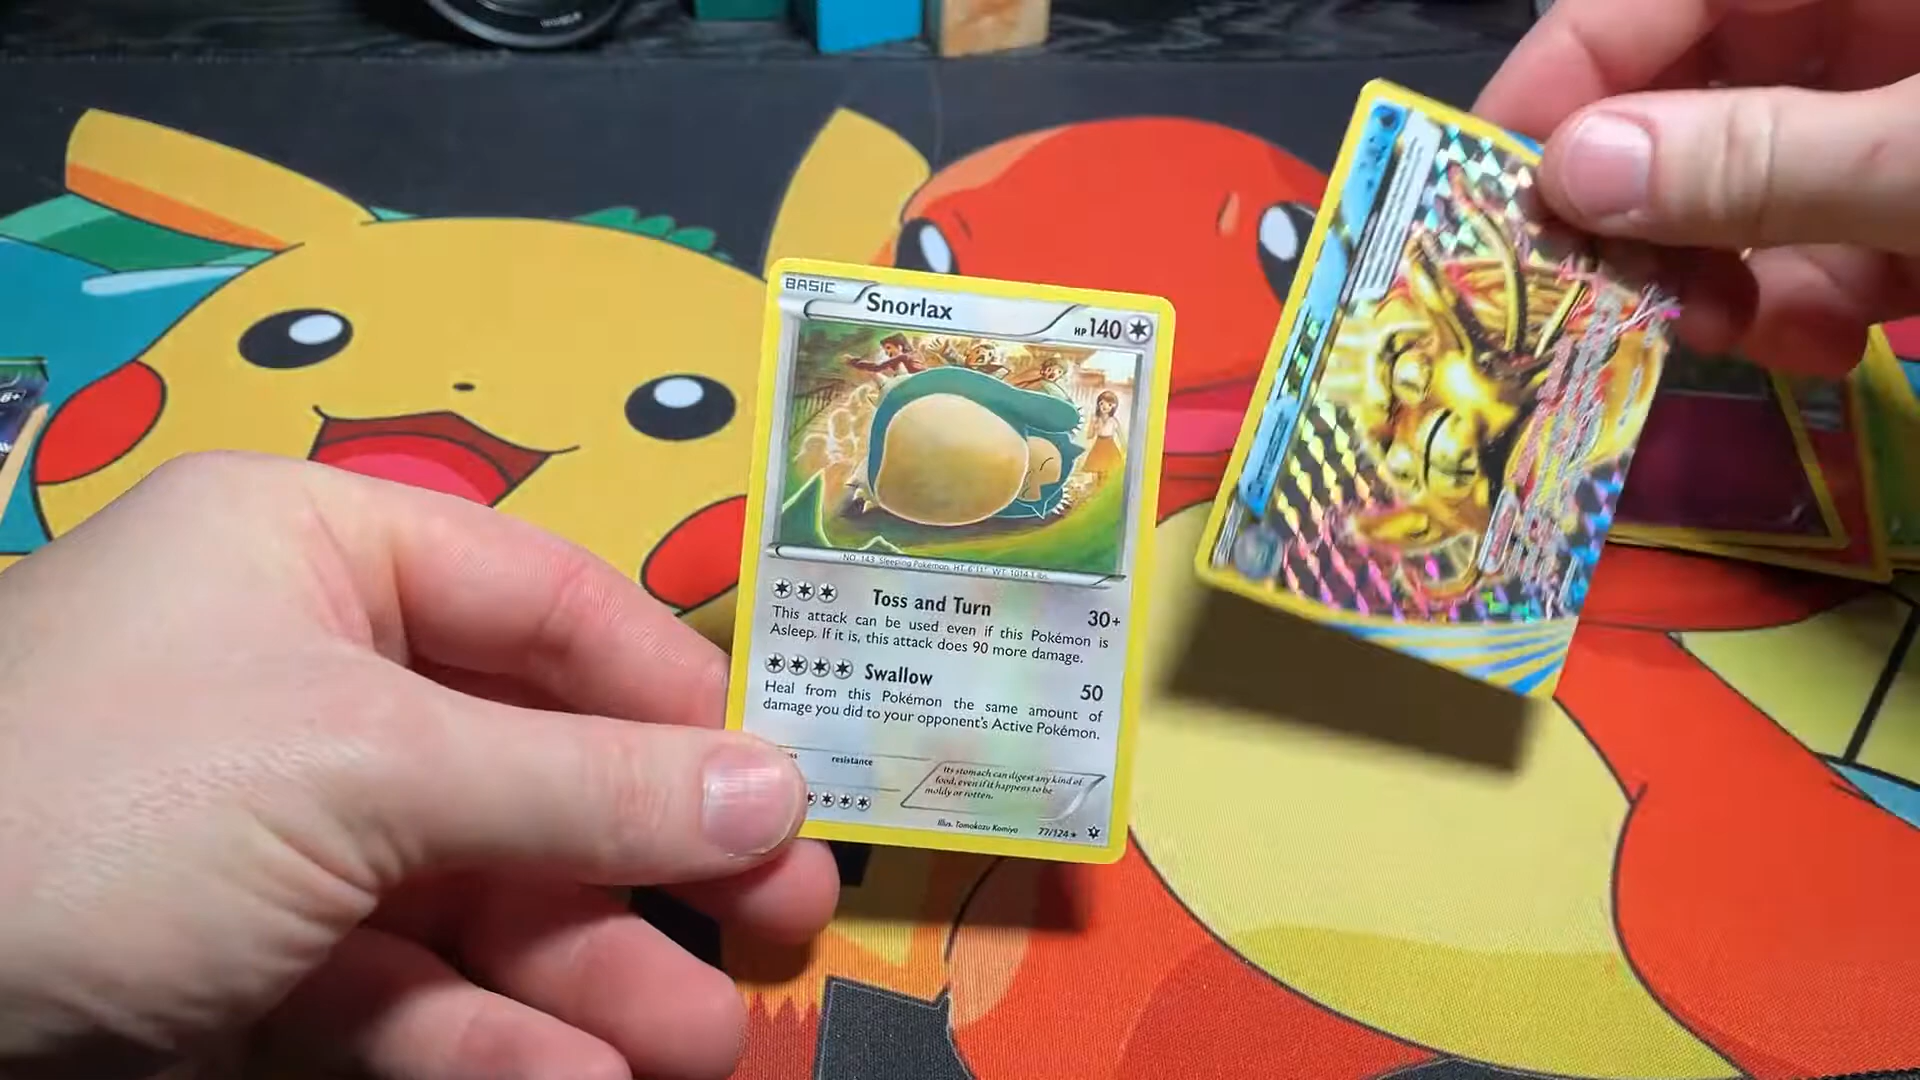 BASIC
Snorlax
HP 140
NO. 143 Sleeping Pokémon HT: 6'11" WT: 1014.1 lbs.
Toss and Turn
30+
This attack can be used even if this Pokémon is
Asleep. If it is, this attack does 90 more damage.
Swallow
50
Heal from this Pokémon the same amount of
damage you did to your opponent's Active Pokémon.
resistance
Its stomach can digest any kind of
food, even if it happens to be
moldy or rotten.
Illus. Tomokazu Komiya
77/124